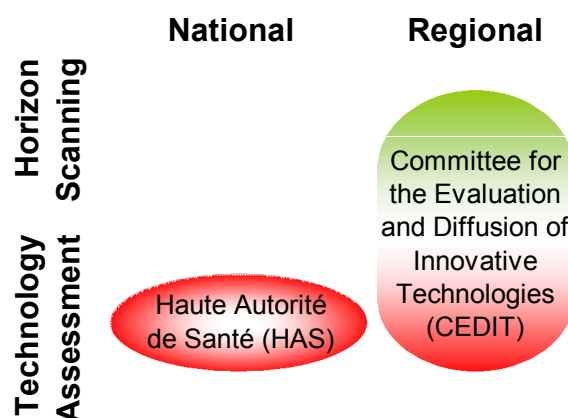 National
Regional
Horizon
Scanning
Committee for
the Evaluation
and Diffusion of
Innovative
Technologies
(CEDIT)
Technology
Assessment
Haute Autorité
de Santé (HAS)